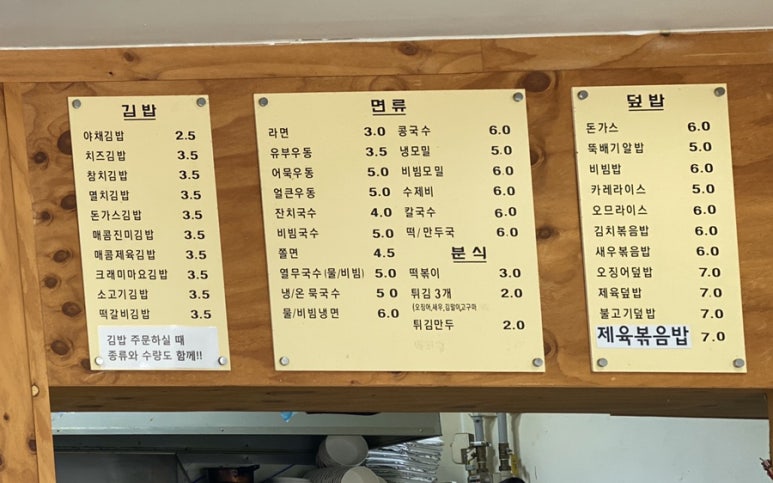 김밥
야채김밥 2.5
치즈김밥 3.5
참치김밥 3.5
멸치김밥 3.5
돈가스김밥 3.5
매콤진미김밥 3.5
매콤제육김밥 3.5
크래미마요김밥 3.5
소고기김밥 3.5
떡갈비김밥 3.5
김밥 주문하실 때
종류와 수량도 함께!!
면류
라면 3.0
유부우동 3.5
어묵우동 5.0
얼큰우동 5.0
잔치국수 4.0
비빔국수 5.0
쫄면 4.5
열무국수(물/비빔) 5.0
냉/온묵국수 5 0
물/비빔냉면 6.0
콩국수 6.0
냉모밀 5.0
비빔모밀 6.0
수제비 6.0
칼국수 6.0
떡/만두국 6.0
분식
떡볶이 3.0
튀김 3개 2.0
(오징어,새우,김말이,고구마
튀김만두 2.0
덮밥
돈가스 6.0
뚝배기알밥 5.0
비빔밥 6.0
카레라이스 5.0
오므라이스 6.0
김치볶음밥 6.0
새우볶음밥 6.0
오징어덮밥 7.0
제육덮밥 7.0
불고기덮밥 7.0
제육볶음밥 7.0